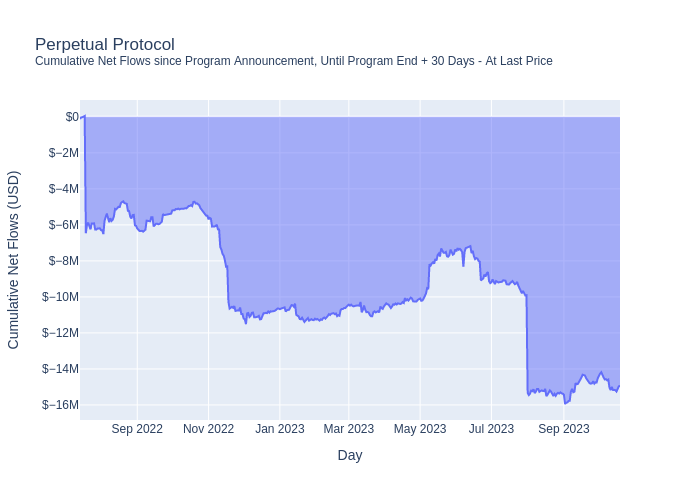 Perpetual Protocol
Cumulative Net Flows since Program Announcement, Until Program End + 30 Days - At Last Price
Cumulative Net Flows (USD)
$0
$−2M
$−4M
$−6M
$−8M
$−10M
$−12M
$−14M
$−16M
Sep 2022 Nov 2022 Jan 2023 Mar 2023 May 2023 Jul 2023 Sep 2023
Day